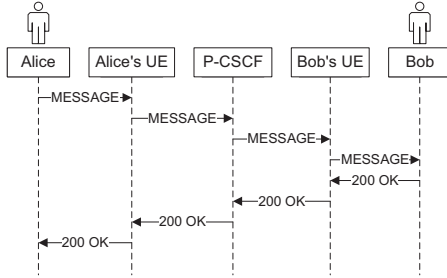 Alice
Alice's UE
P-CSCF
Bob's UE
Bob
MESSAGE
MESSAGE
MESSAGE
MESSAGE
200 OK
200 OK
200 OK
200 OK